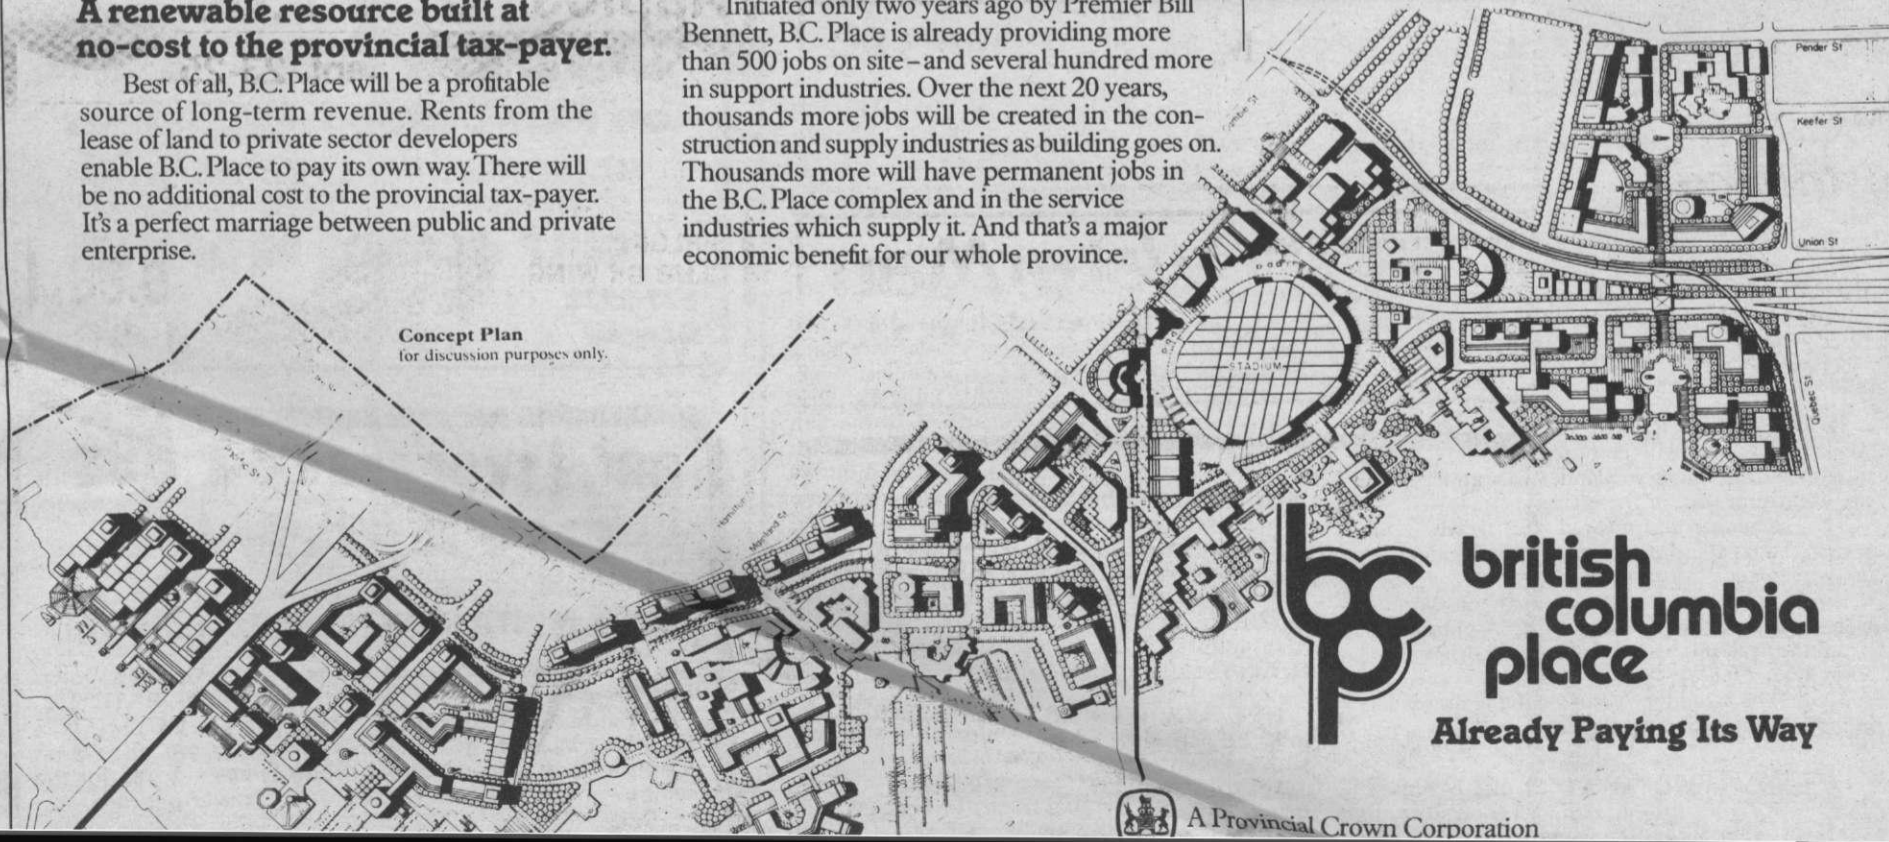 A renewable resource built at
no-cost to the provincial tax-payer.
Best of all, B.C. Place will be a profitable
source of long-term revenue. Rents from the
lease of land to private sector developers
enable B.C. Place to pay its own way. There will
be no additional cost to the provincial tax-payer.
It's a perfect marriage between public and private
enterprise.
Initiated only two years ago by Premier Bill
Bennett, B.C. Place is already providing more
than 500 jobs on site – and several hundred more
in support industries. Over the next 20 years,
thousands more jobs will be created in the con-
struction and supply industries as building goes on.
Thousands more will have permanent jobs in
the B.C. Place complex and in the service
industries which supply it. And that's a major
economic benefit for our whole province.
Concept Plan
for discussion purposes only.
Pender St
Keefer St
Union St
Quebec St
Cambie St
STADIUM
Pacific St
Hamilton
Mainland St
bcp
british
columbia
place
Already Paying Its Way
A Provincial Crown Corporation